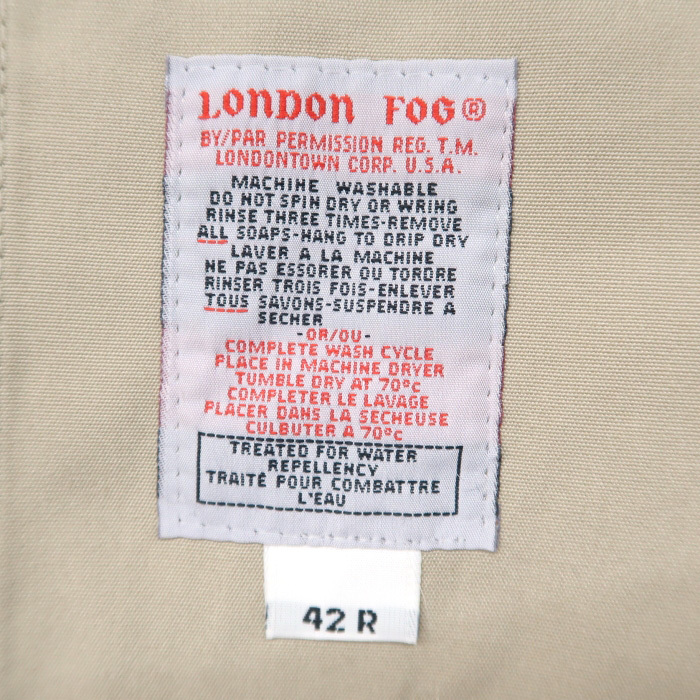 LONDON FOG®
BY/PAR PERMISSION REG. T.M.
LONDONTOWN CORP. U.S.A.
MACHINE WASHABLE
DO NOT SPIN DRY OR WRING
RINSE THREE TIMES-REMOVE
ALL SOAPS-HANG TO DRIP DRY
LAVER A LA MACHINE
NE PAS ESSORER OU TORDRE
RINSER TROIS FOIS-ENLEVER
TOUS SAVONS-SUSPENDRE A
SECHER
-OR/OU-
COMPLETE WASH CYCLE
PLACE IN MACHINE DRYER
TUMBLE DRY AT 70°c
COMPLETER LE LAVAGE
PLACER DANS LA SECHEUSE
CULBUTER A 70°c
TREATED FOR WATER
REPELLENCY
TRAITÉ POUR COMBATTRE
L'EAU
42 R